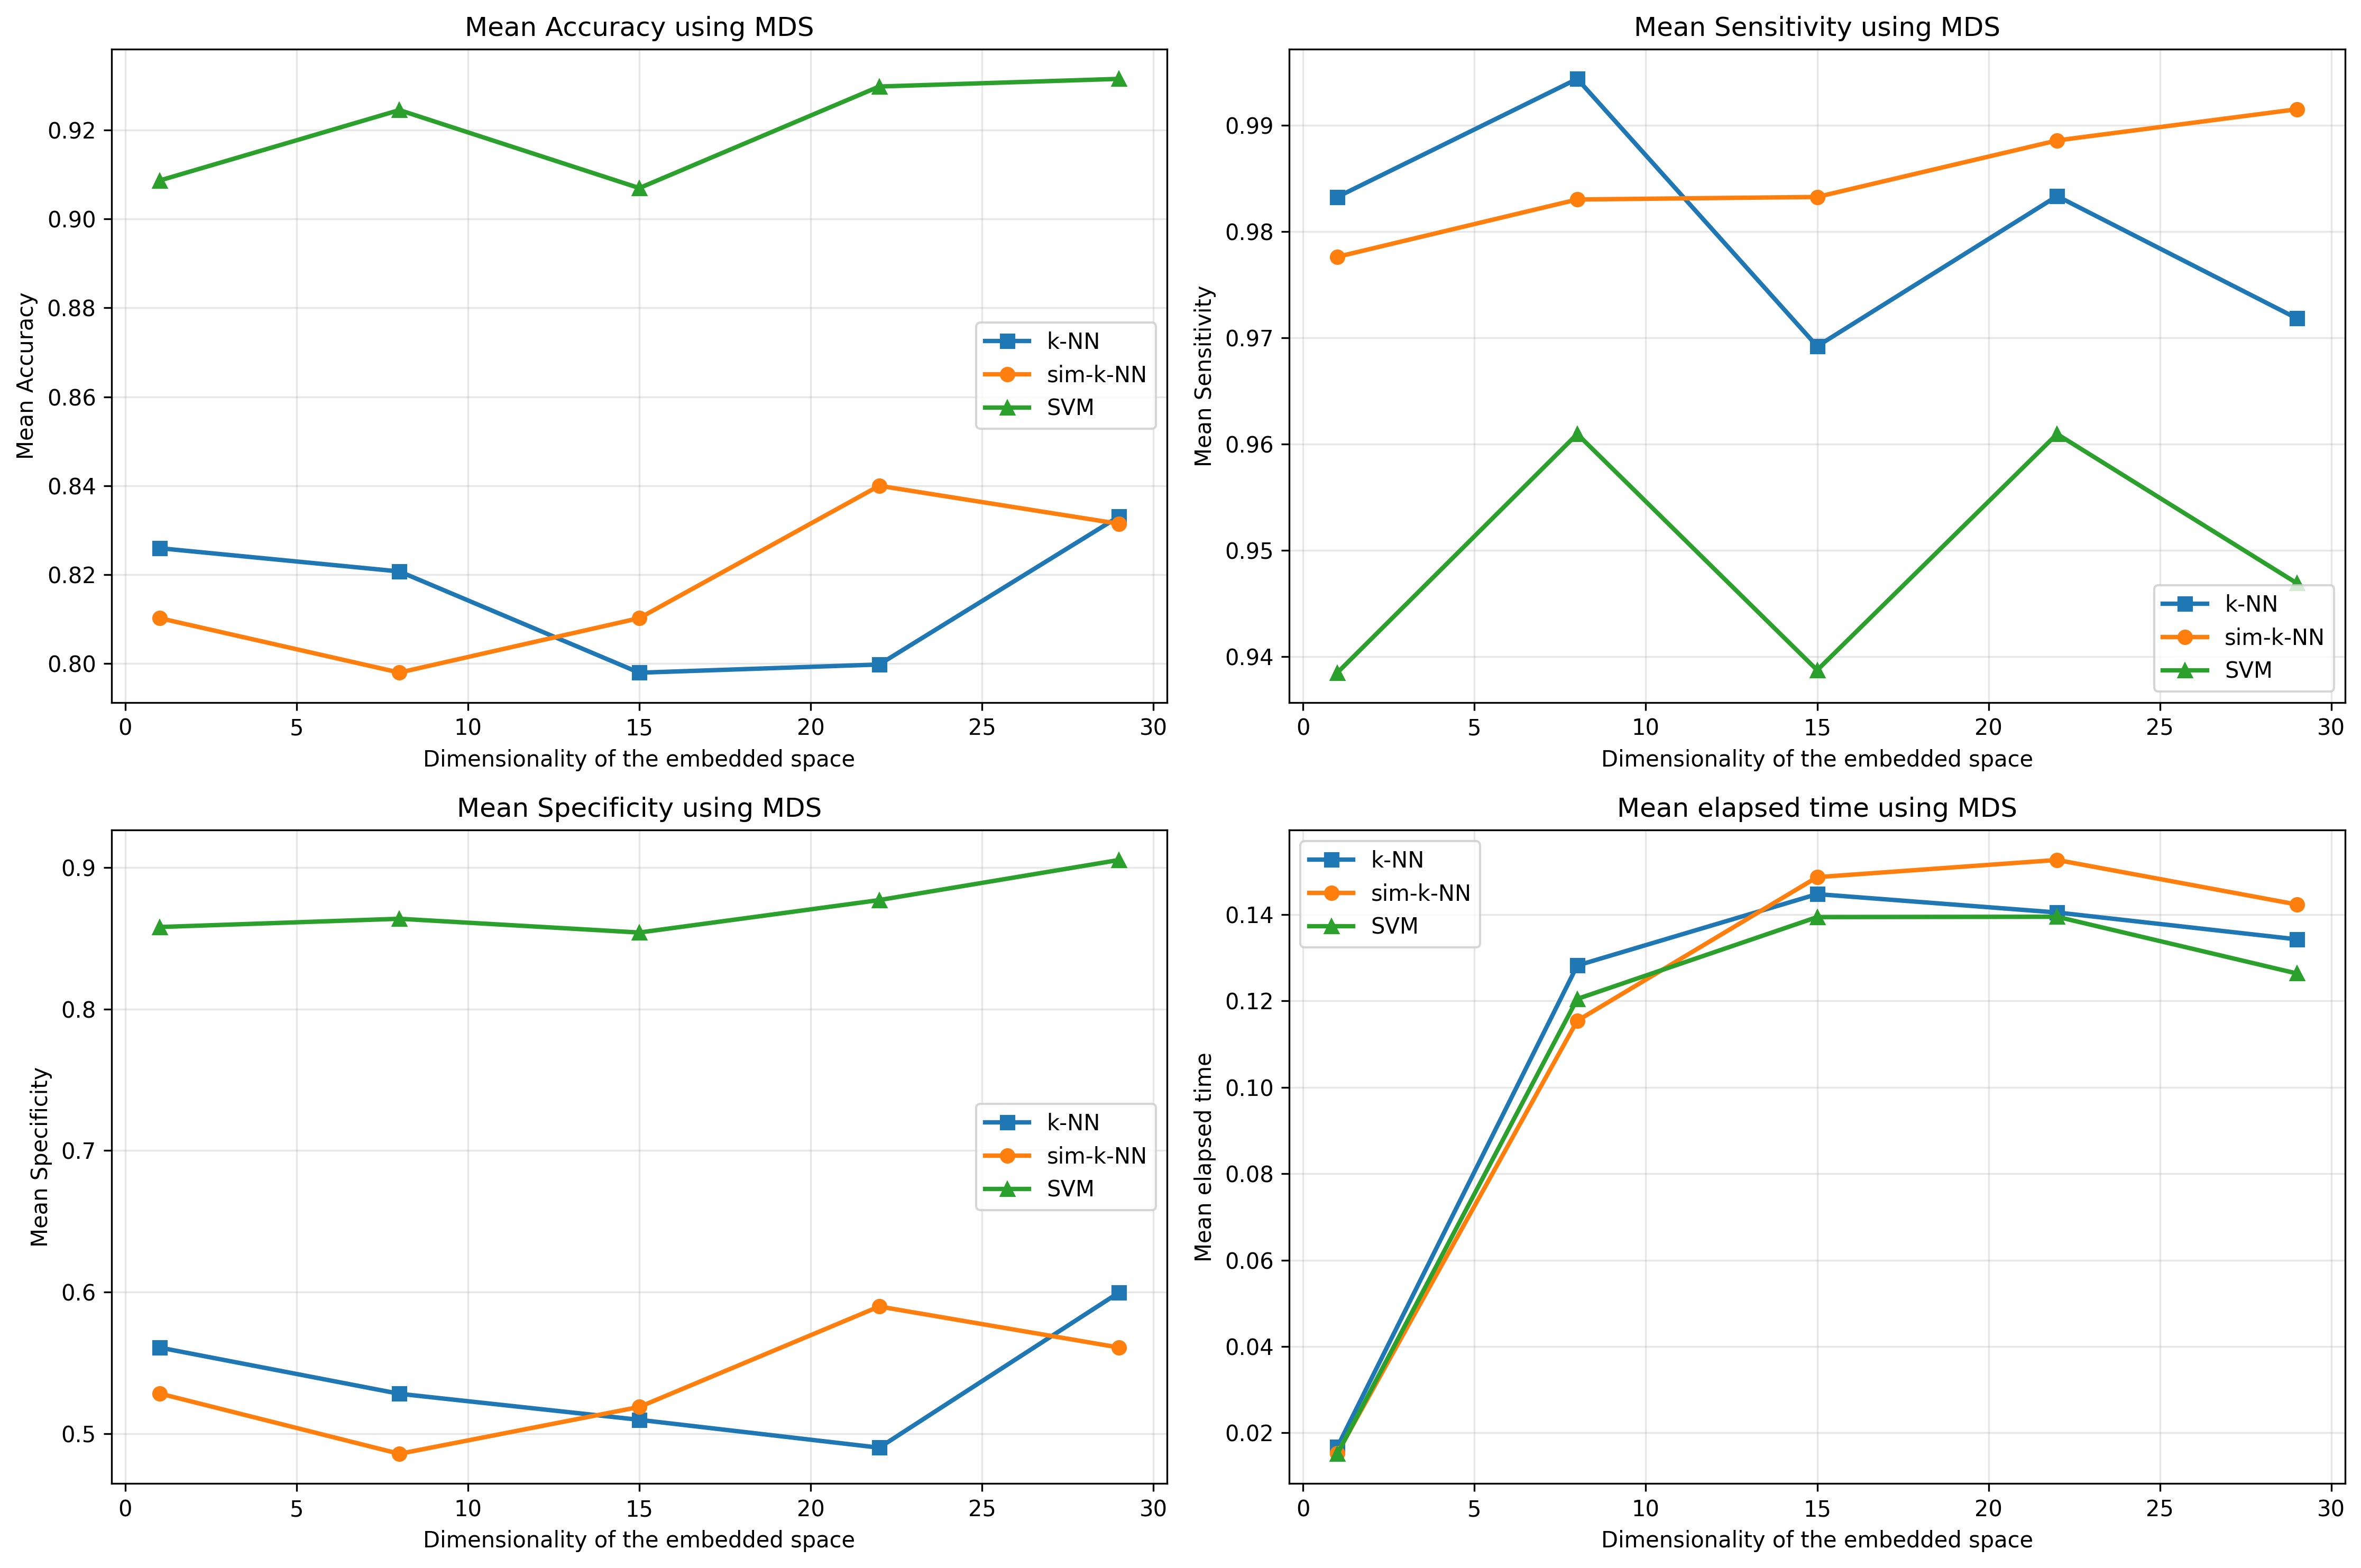 Mean Accuracy using MDS
Mean Accuracy
0.92
0.90
0.88
0.86
0.84
0.82
0.80
k-NN
sim-k-NN
SVM
0 5 10 15 20 25 30
Dimensionality of the embedded space
Mean Sensitivity using MDS
Mean Sensitivity
0.99
0.98
0.97
0.96
0.95
0.94
k-NN
sim-k-NN
SVM
0 5 10 15 20 25 30
Dimensionality of the embedded space
Mean Specificity using MDS
Mean Specificity
0.9
0.8
0.7
0.6
0.5
k-NN
sim-k-NN
SVM
0 5 10 15 20 25 30
Dimensionality of the embedded space
Mean elapsed time using MDS
Mean elapsed time
k-NN
sim-k-NN
SVM
0.14
0.12
0.10
0.08
0.06
0.04
0.02
0 5 10 15 20 25 30
Dimensionality of the embedded space